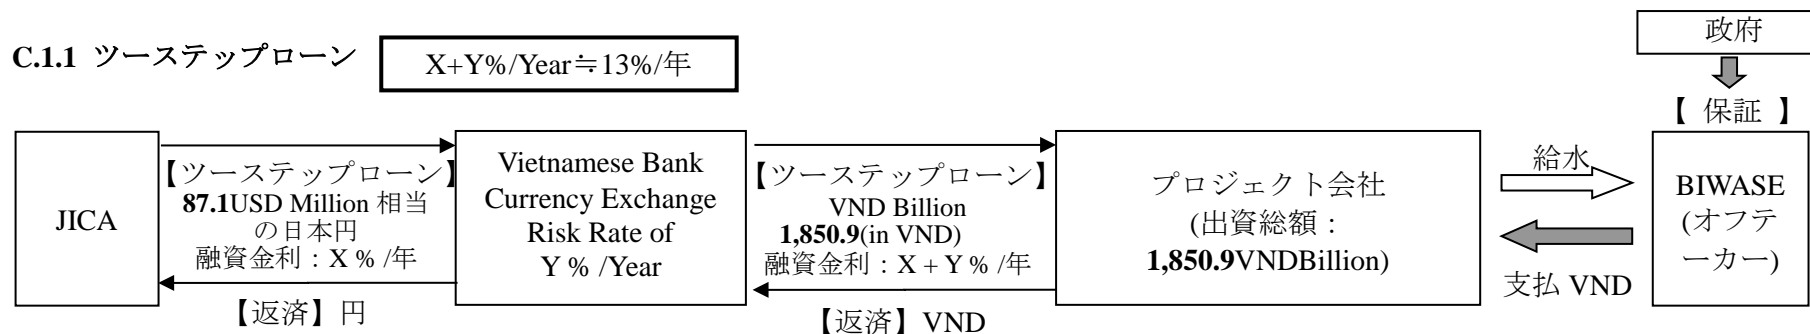 C.1.1 ツーステップローン
X+Y%/Year≒13%/年
政府
【 保証 】
JICA
【ツーステップローン】
87.1USD Million 相当
の日本円
融資金利：X % /年
【返済】円
Vietnamese Bank
Currency Exchange
Risk Rate of
Y % /Year
【ツーステップローン】
VND Billion
1,850.9(in VND)
融資金利：X + Y % /年
【返済】VND
プロジェクト会社
(出資総額：
1,850.9VNDBillion)
給水
支払 VND
BIWASE
(オフテ
ーカー)